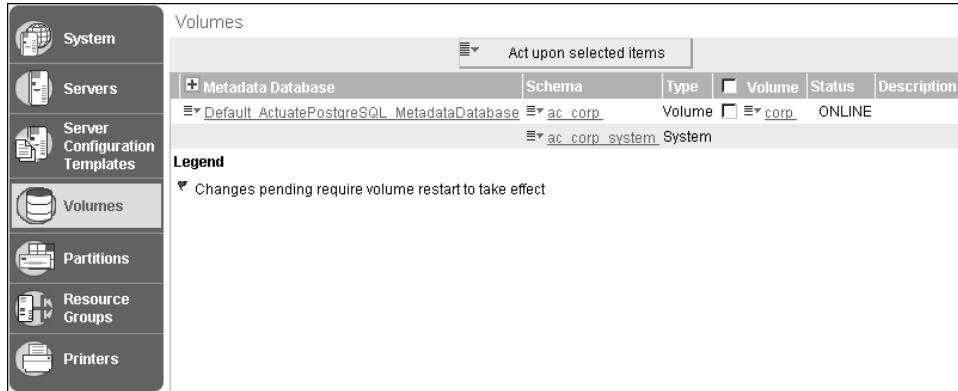 Volumes
System
Servers
Server
Configuration
Templates
Volumes
Partitions
Resource
Groups
Printers
Act upon selected items
Metadata Database Schema Type Volume Status Description
Default_ActuatePostgreSQL_MetadataDatabase ac_corp Volume corp ONLINE
ac_corp_system System
Legend
Changes pending require volume restart to take effect